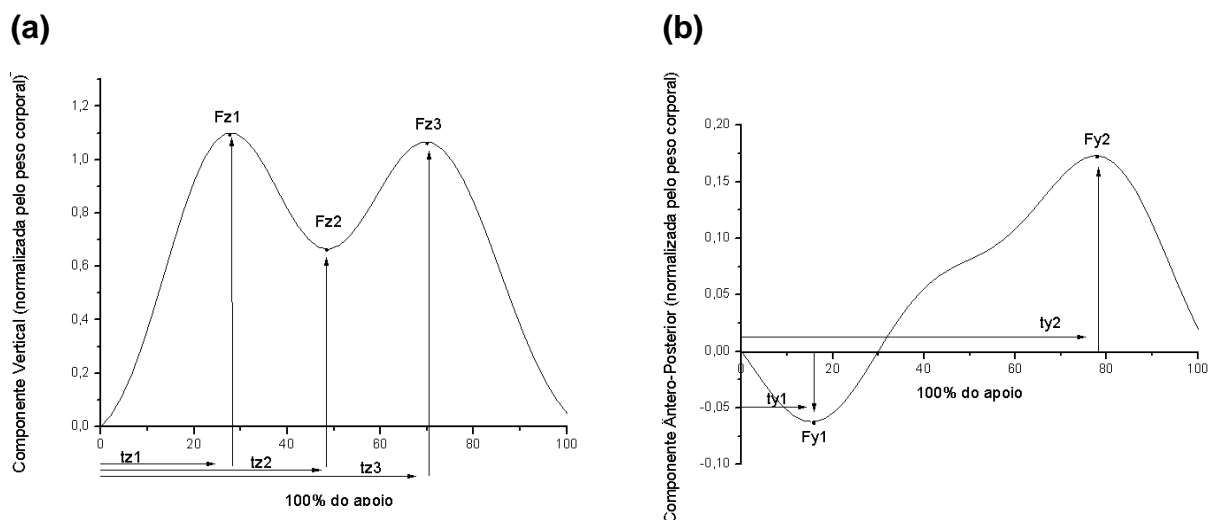 (a)
Componente Vertical (normalizada pelo peso corporal)
1,2
1,0
0,8
0,6
0,4
0,2
0,0
Fz1
Fz2
Fz3
0 20 40 60 80 100
tz1
tz2
tz3
100% do apoio
(b)
Componente Ântero-Posterior (normalizada pelo peso corporal)
0,20
0,15
0,10
0,05
0,00
-0,05
-0,10
Fy2
ty2
0 20 40 60 80 100
100% do apoio
ty1
Fy1